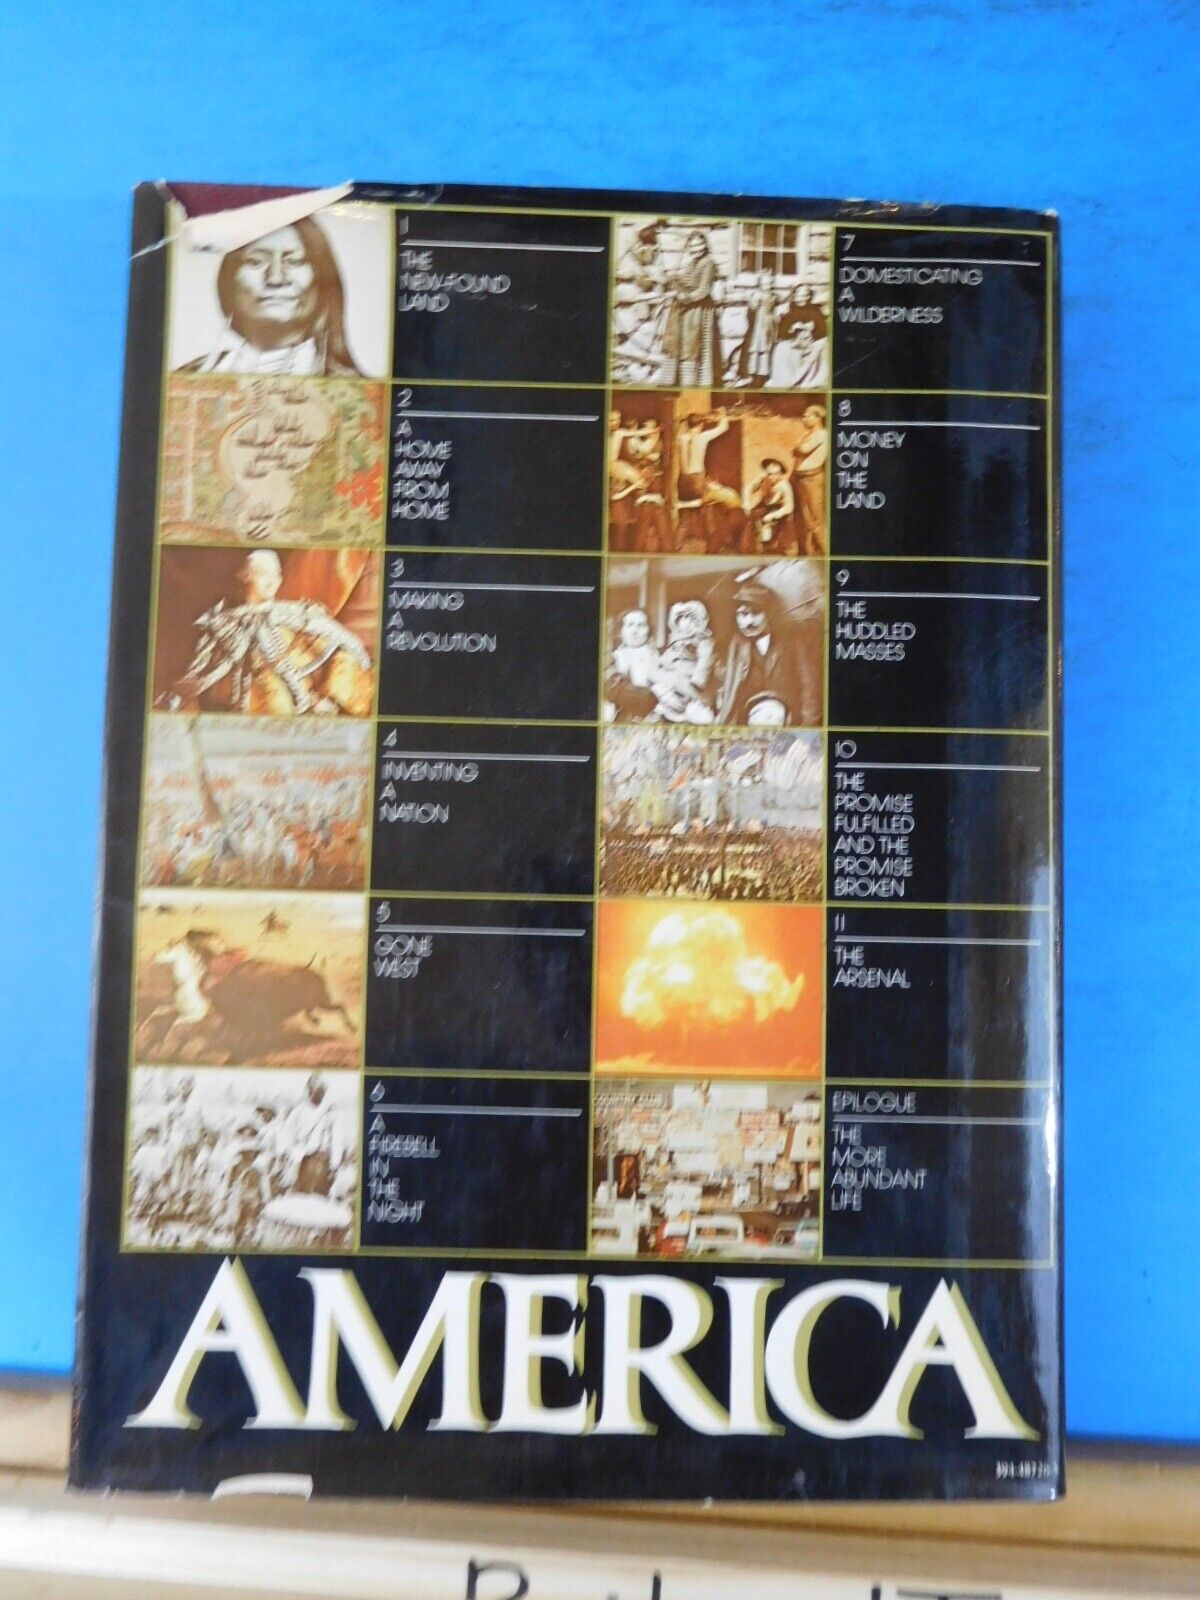 1
THE
NEW-FOUND
LAND
2
A
HOME
AWAY
FROM
HOME
3
MAKING
A
REVOLUTION
4
INVENTING
A
NATION
5
GONE
WEST
6
A
FIREBELL
IN
THE
NIGHT
7
DOMESTICATING
A
WILDERNESS
8
MONEY
ON
THE
LAND
9
THE
HUDDLED
MASSES
10
THE
PROMISE
FULFILLED
AND THE
PROMISE
BROKEN
11
THE
ARSENAL
EPILOGUE
THE
MORE
ABUNDANT
LIFE
AMERICA